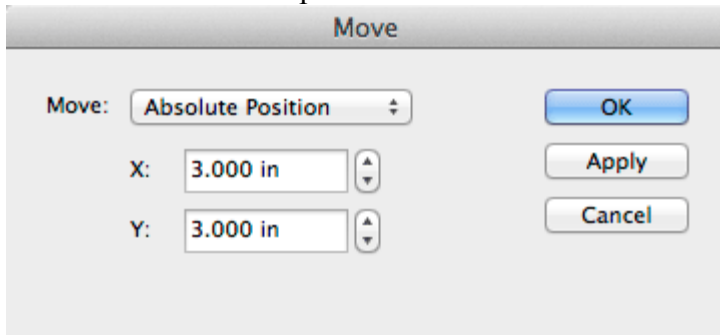 Move
Move: Absolute Position OK
X: 3.000 in Apply
Y: 3.000 in Cancel